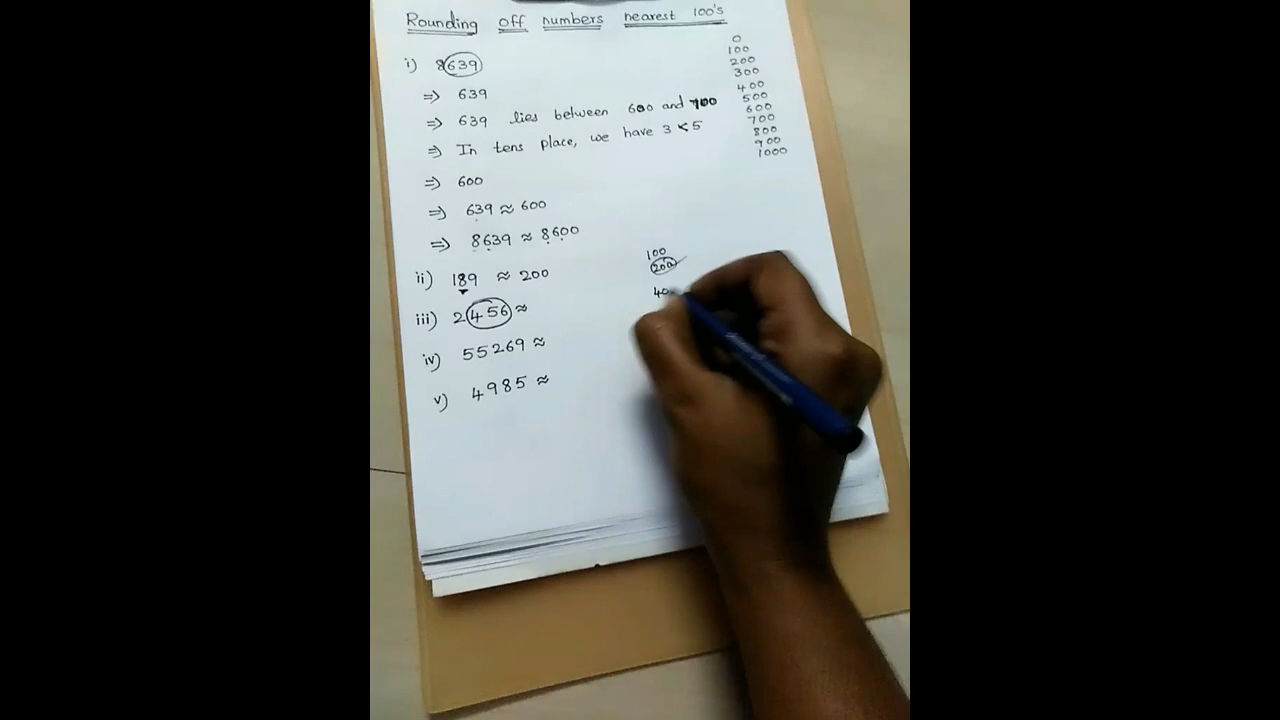 Rounding off numbers nearest 100's
i) 8639
⇒ 639
⇒ 639 lies between 600 and 700
⇒ In tens place, we have 3 < 5
⇒ 600
⇒ 639 ≈ 600
⇒ 8639 ≈ 8600
ii) 189 ≈ 200
iii) 2456 ≈
iv) 55269 ≈
v) 4985 ≈
0
100
200
300
400
500
600
700
800
900
1000
100
200